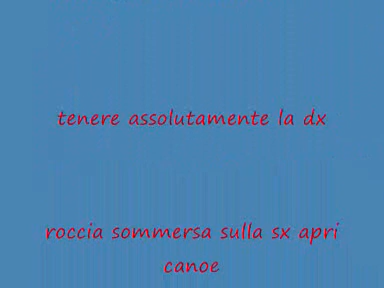 tenere assolutamente la dx
roccia sommersa sulla sx apri
canoe